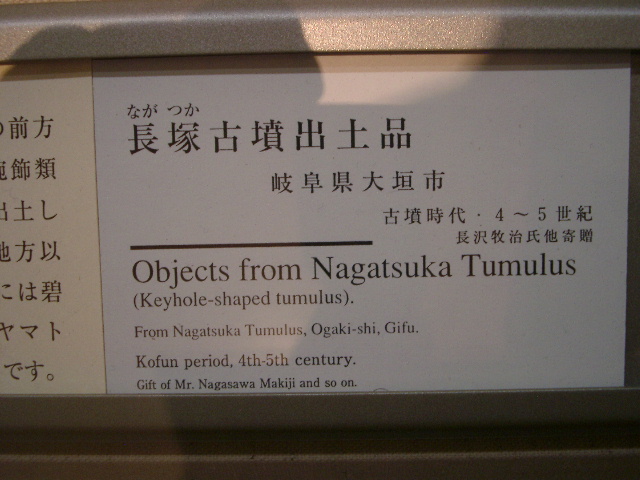 の前方
飾類
出土し
地方以
には碧
ヤマト
です。
なが つか
長塚古墳出土品
岐阜県大垣市
古墳時代・4～5世紀
長沢牧治氏他寄贈
Objects from Nagatsuka Tumulus
(Keyhole-shaped tumulus).
From Nagatsuka Tumulus, Ogaki-shi, Gifu.
Kofun period, 4th-5th century.
Gift of Mr. Nagasawa Makiji and so on.